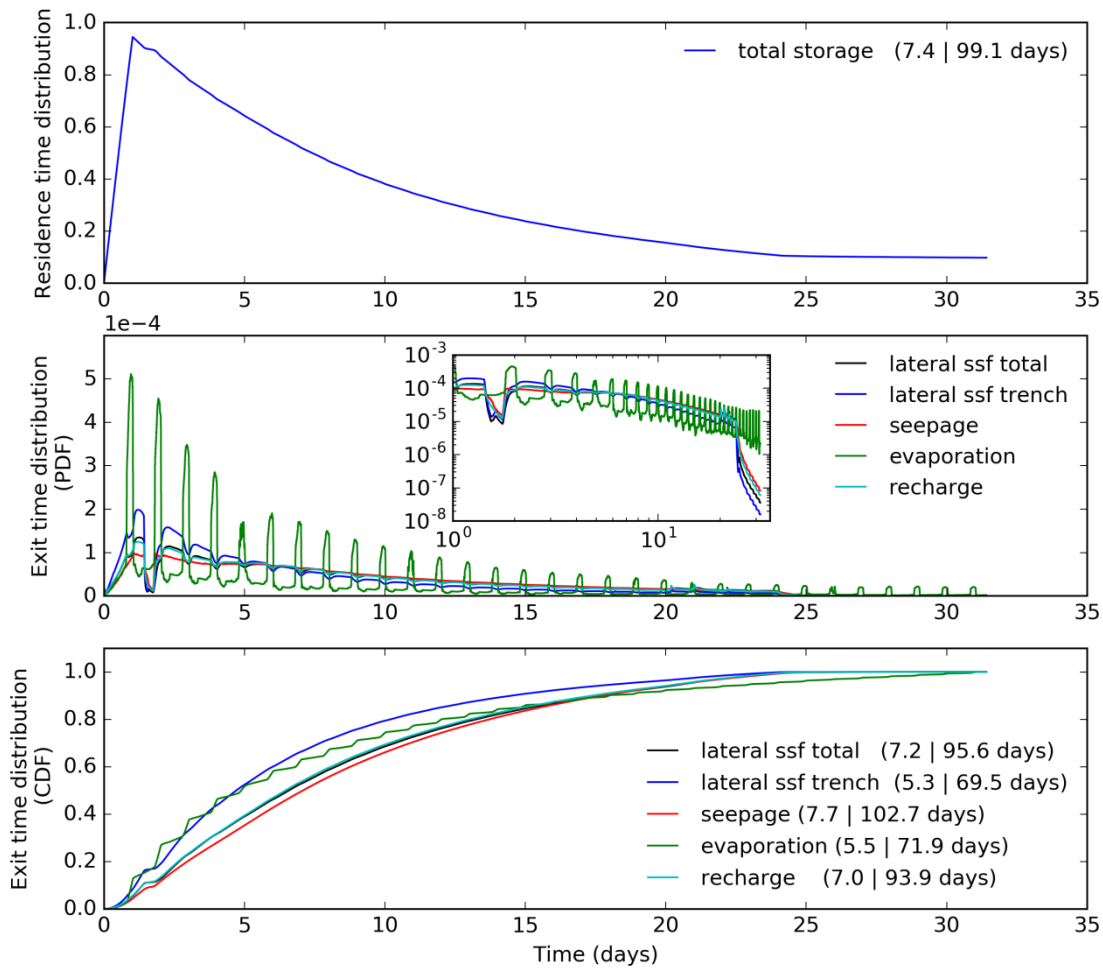 Residence time distribution
1.0
0.8
0.6
0.4
0.2
0.0
total storage (7.4 | 99.1 days)
0 5 10 15 20 25 30 35
1e−4
Exit time distribution
(PDF)
5
4
3
2
1
0
10^-3
10^-4
10^-5
10^-6
10^-7
10^-8
10^0 10^1
lateral ssf total
lateral ssf trench
seepage
evaporation
recharge
0 5 10 15 20 25 30 35
Exit time distribution
(CDF)
1.0
0.8
0.6
0.4
0.2
0.0
lateral ssf total (7.2 | 95.6 days)
lateral ssf trench (5.3 | 69.5 days)
seepage (7.7 | 102.7 days)
evaporation (5.5 | 71.9 days)
recharge (7.0 | 93.9 days)
0 5 10 15 20 25 30 35
Time (days)